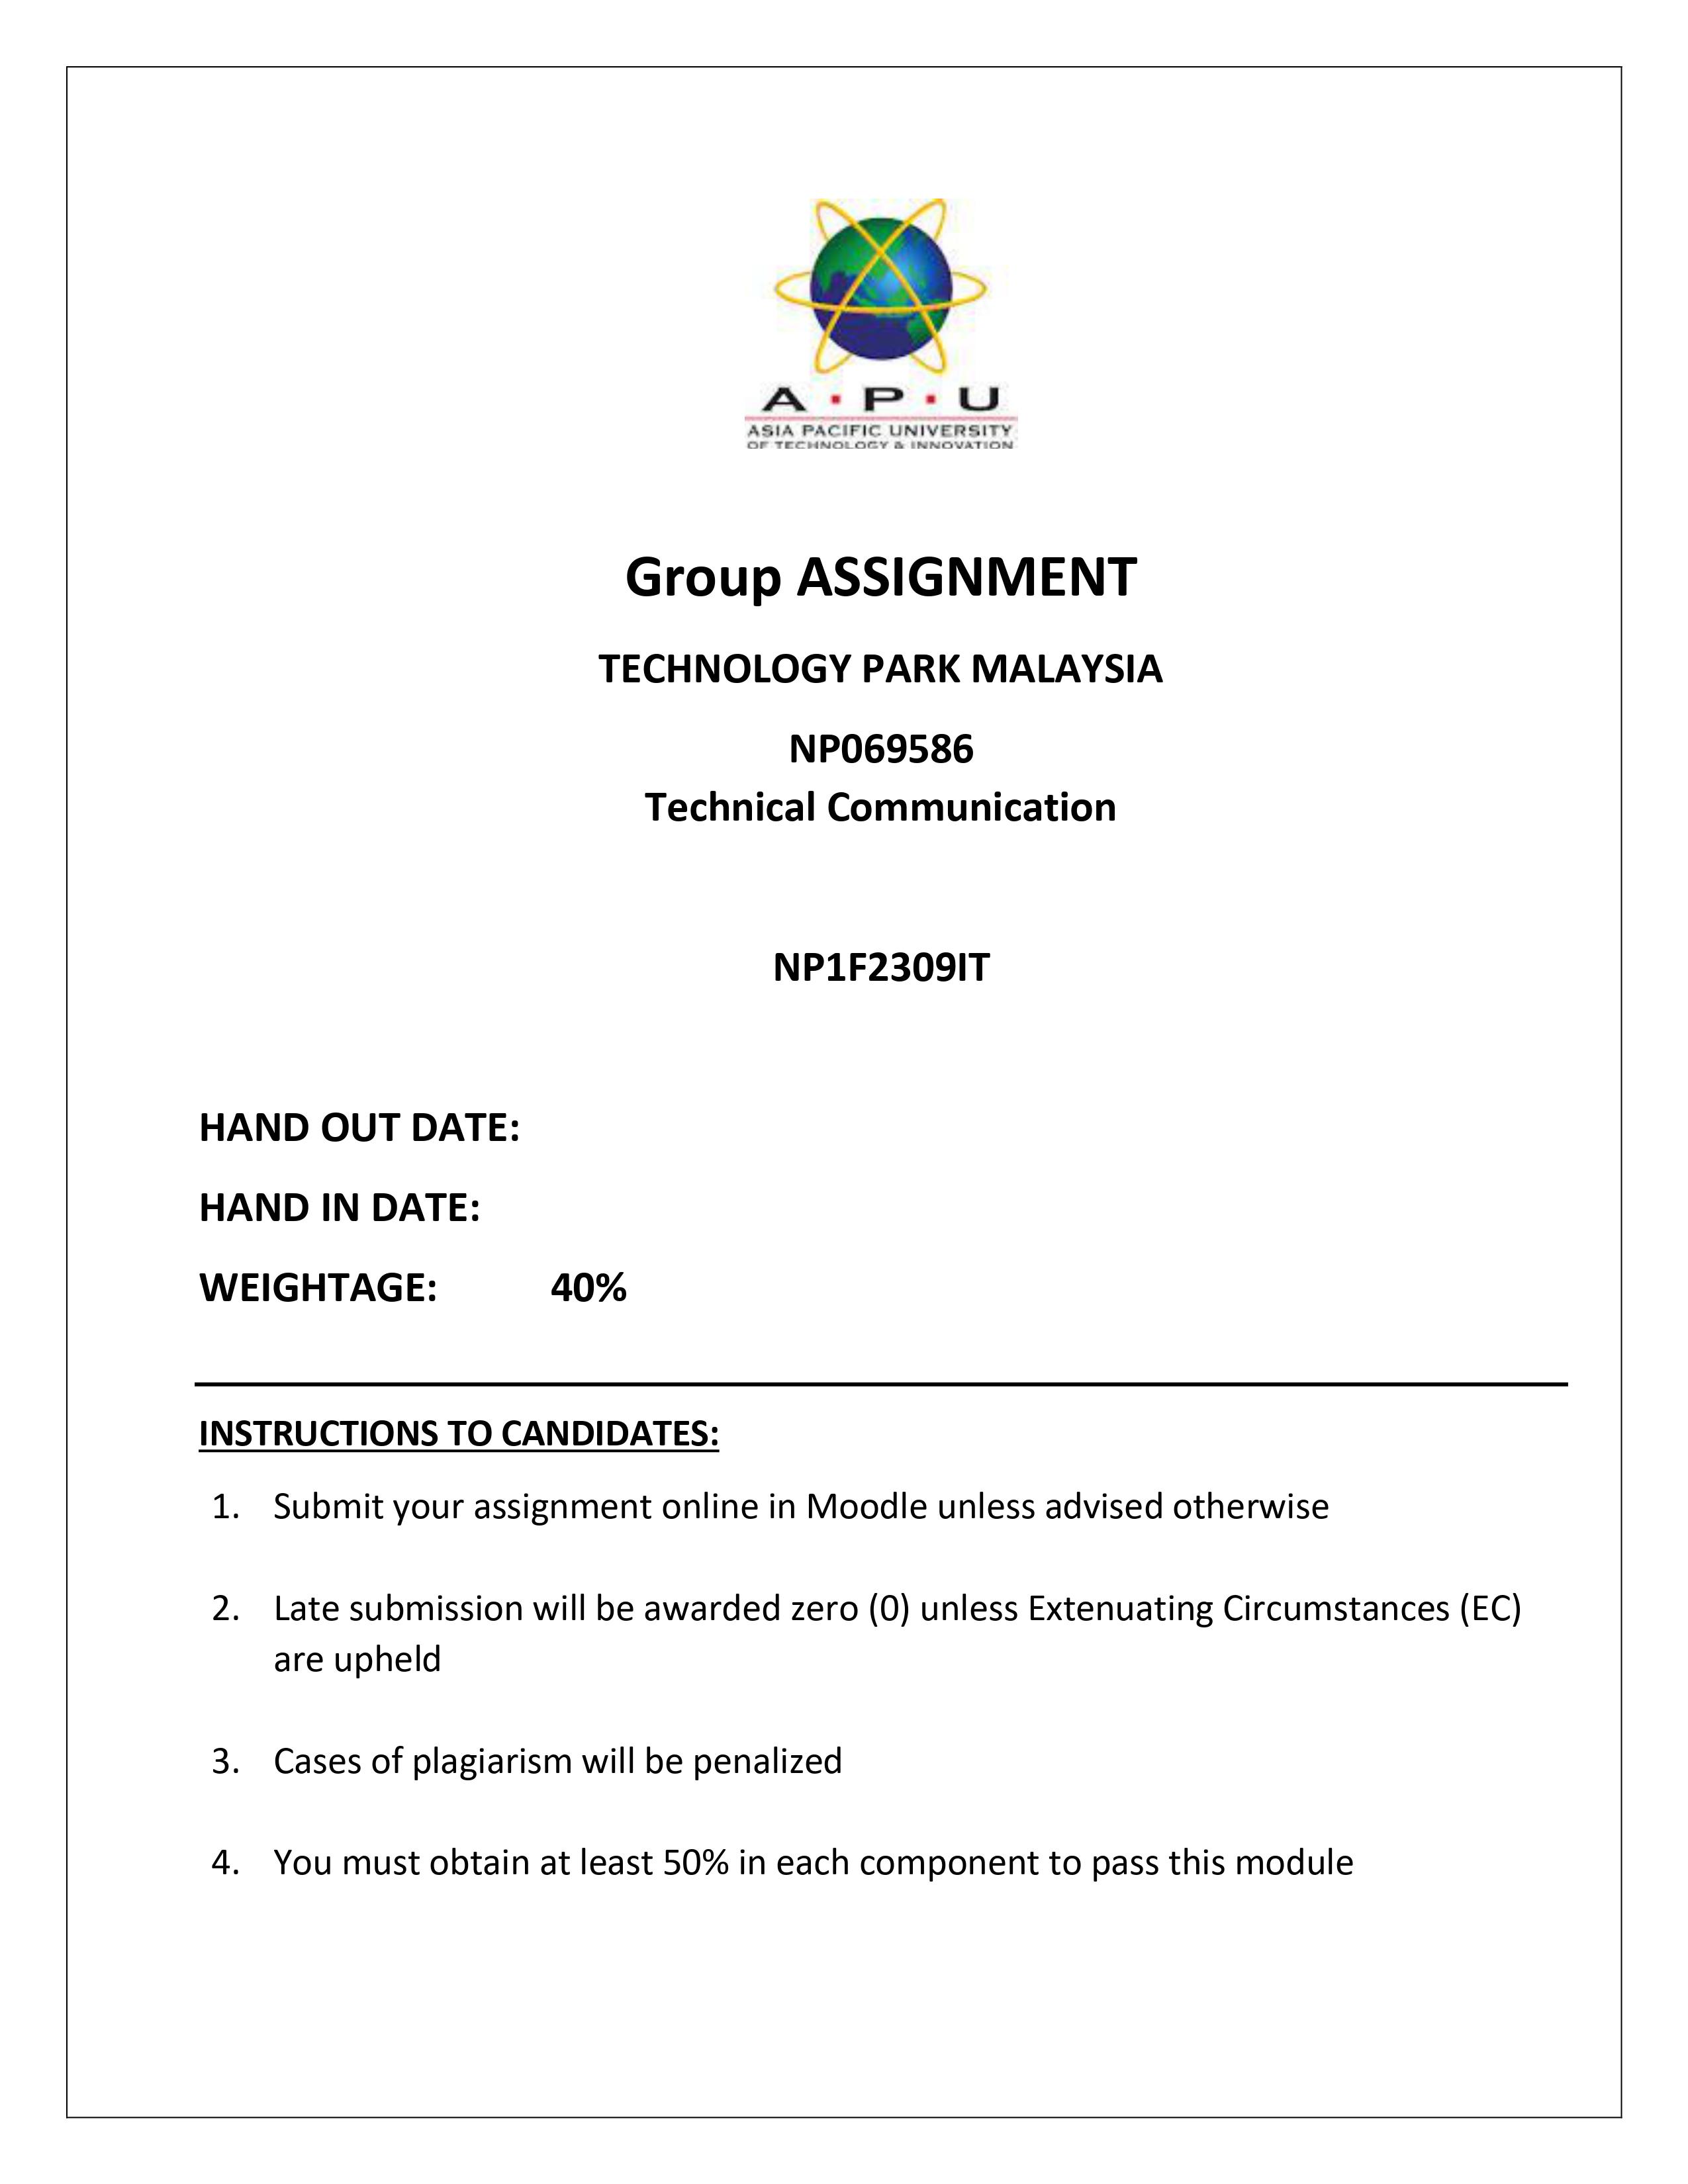 A·P·U
ASIA PACIFIC UNIVERSITY
OF TECHNOLOGY & INNOVATION
Group ASSIGNMENT
TECHNOLOGY PARK MALAYSIA
NP069586
Technical Communication
NP1F2309IT
HAND OUT DATE:
HAND IN DATE:
WEIGHTAGE: 40%
INSTRUCTIONS TO CANDIDATES:
1. Submit your assignment online in Moodle unless advised otherwise
2. Late submission will be awarded zero (0) unless Extenuating Circumstances (EC)
are upheld
3. Cases of plagiarism will be penalized
4. You must obtain at least 50% in each component to pass this module